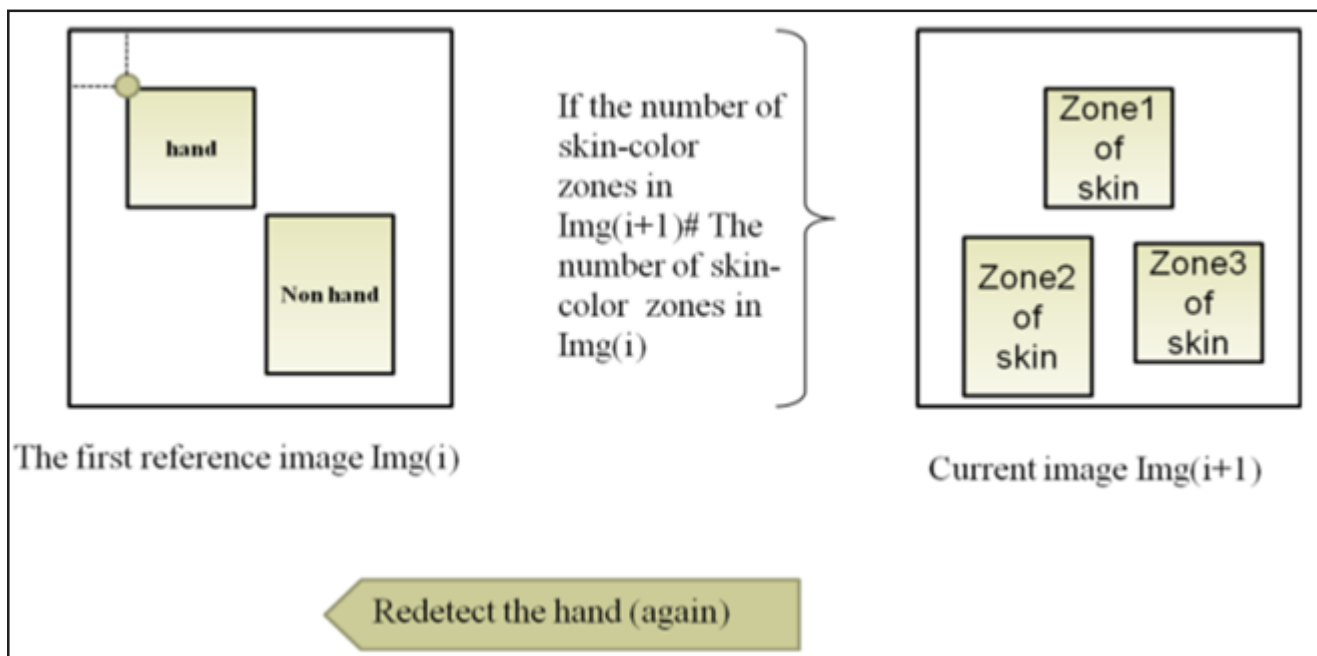 hand
Non hand
The first reference image Img(i)
If the number of
skin-color
zones in
Img(i+1)# The
number of skin-
color zones in
Img(i)
Zone1
of
skin
Zone2
of
skin
Zone3
of
skin
Current image Img(i+1)
Redetect the hand (again)